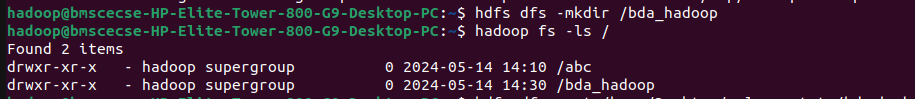 hadoop@bmscecse-HP-Elite-Tower-800-G9-Desktop-PC:~$ hdfs dfs -mkdir /bda_hadoop
hadoop@bmscecse-HP-Elite-Tower-800-G9-Desktop-PC:~$ hadoop fs -ls /
Found 2 items
drwxr-xr-x   - hadoop supergroup          0 2024-05-14 14:10 /abc
drwxr-xr-x   - hadoop supergroup          0 2024-05-14 14:30 /bda_hadoop